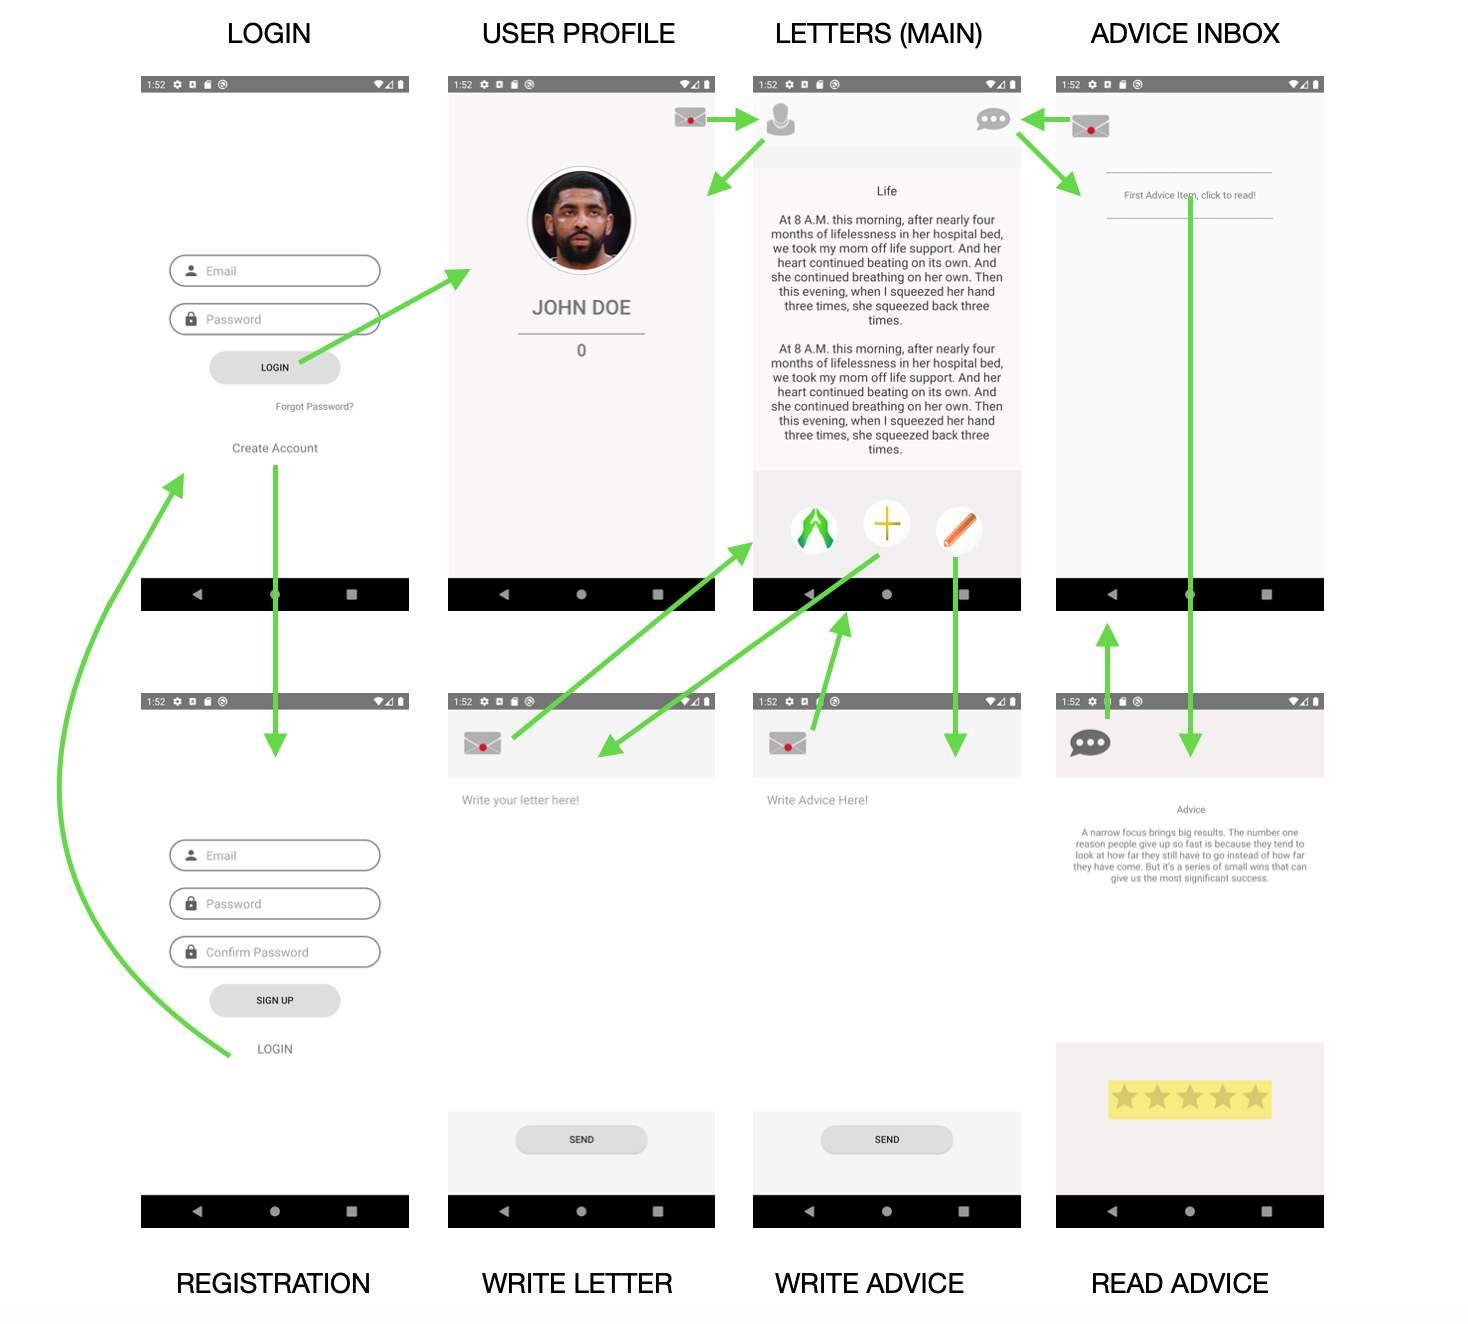 LOGIN
USER PROFILE
LETTERS (MAIN)
ADVICE INBOX
1:52
1:52
1:52
1:52
Email
Password
LOGIN
Forgot Password?
Create Account
JOHN DOE
0
Life
At 8 A.M. this morning, after nearly four
months of lifelessness in her hospital bed,
we took my mom off life support. And her
heart continued beating on its own. And
she continued breathing on her own. Then
this evening, when I squeezed her hand
three times, she squeezed back three
times.
At 8 A.M. this morning, after nearly four
months of lifelessness in her hospital bed,
we took my mom off life support. And her
heart continued beating on its own. And
she continued breathing on her own. Then
this evening, when I squeezed her hand
three times, she squeezed back three
times.
First Advice Item, click to read!
1:52
1:52
1:52
1:52
Email
Password
Confirm Password
SIGN UP
LOGIN
Write your letter here!
SEND
Write Advice Here!
SEND
Advice
A narrow focus brings big results. The number one
reason people give up so fast is because they tend to
look at how far they still have to go instead of how far
they have come. But it's a series of small wins that can
give us the most significant success.
REGISTRATION
WRITE LETTER
WRITE ADVICE
READ ADVICE